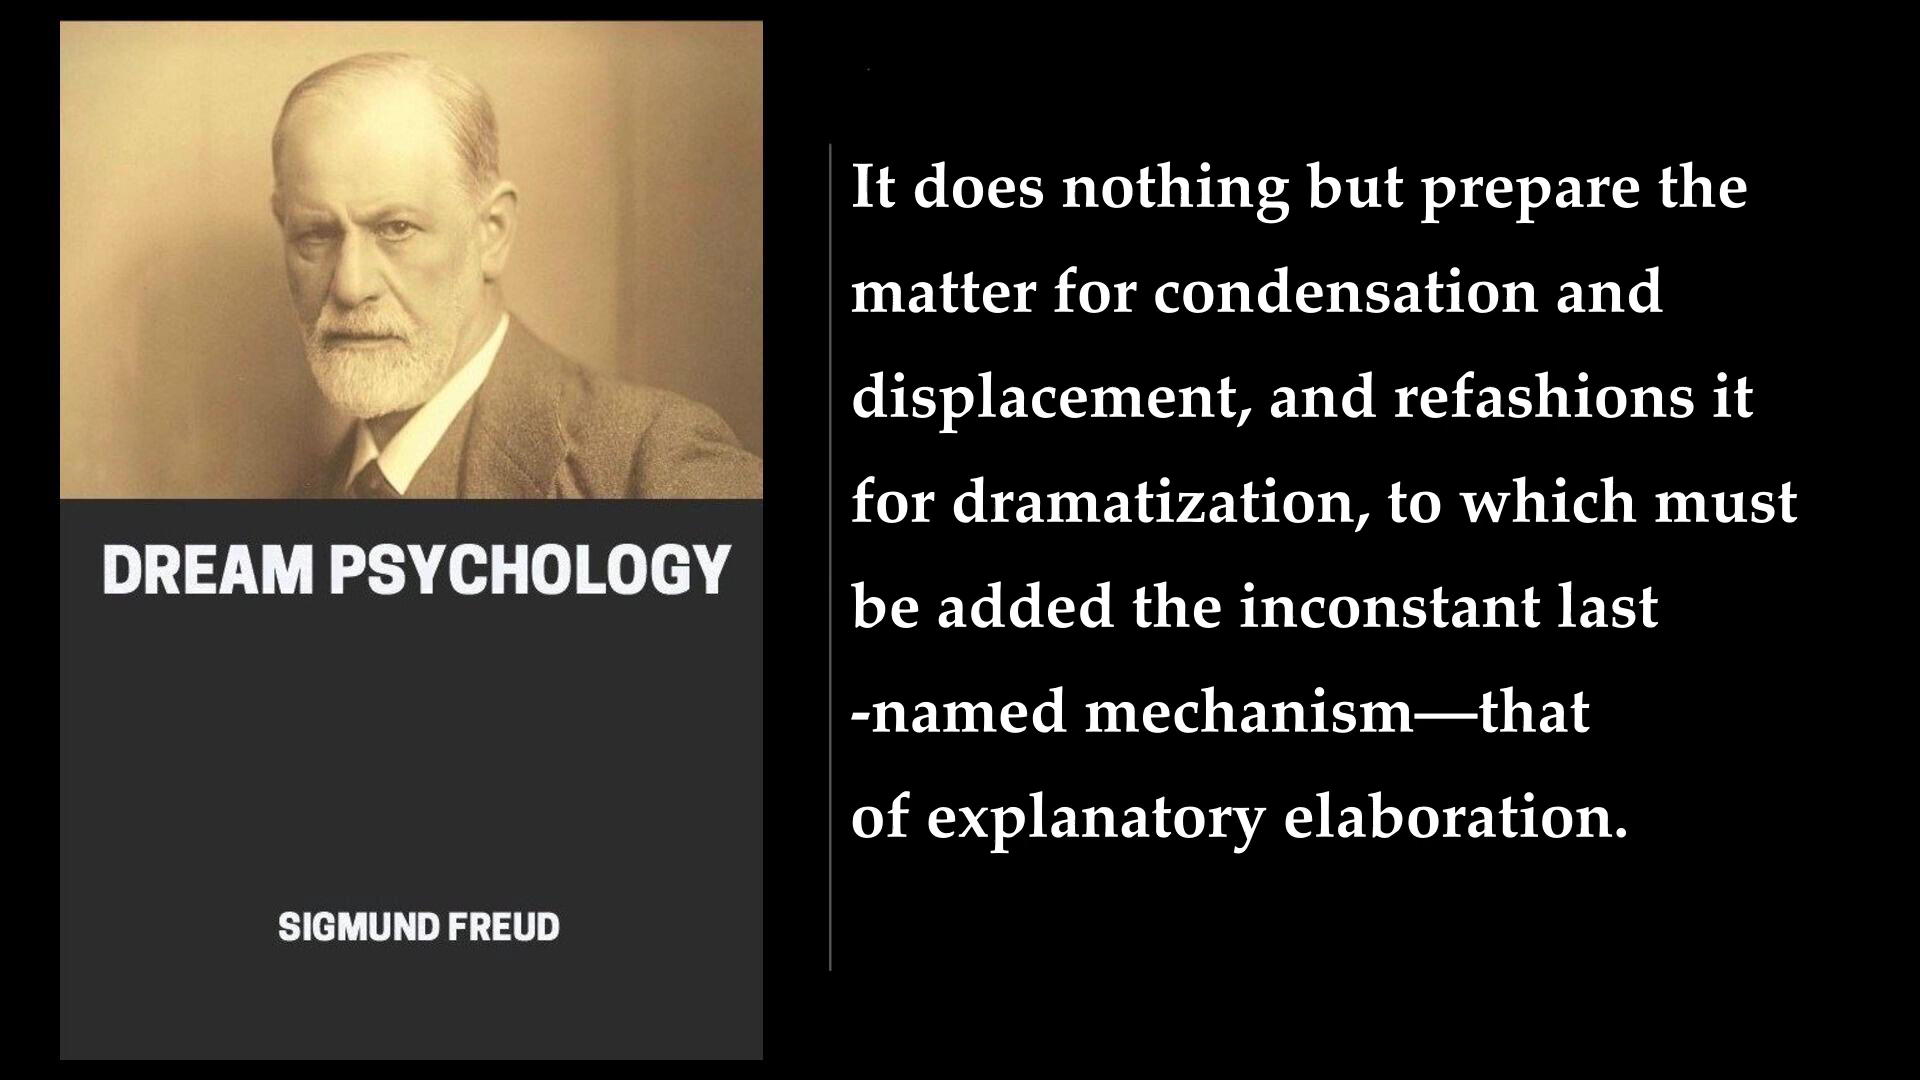 DREAM PSYCHOLOGY
SIGMUND FREUD
It does nothing but prepare the
matter for condensation and
displacement, and refashions it
for dramatization, to which must
be added the inconstant last
-named mechanism—that
of explanatory elaboration.